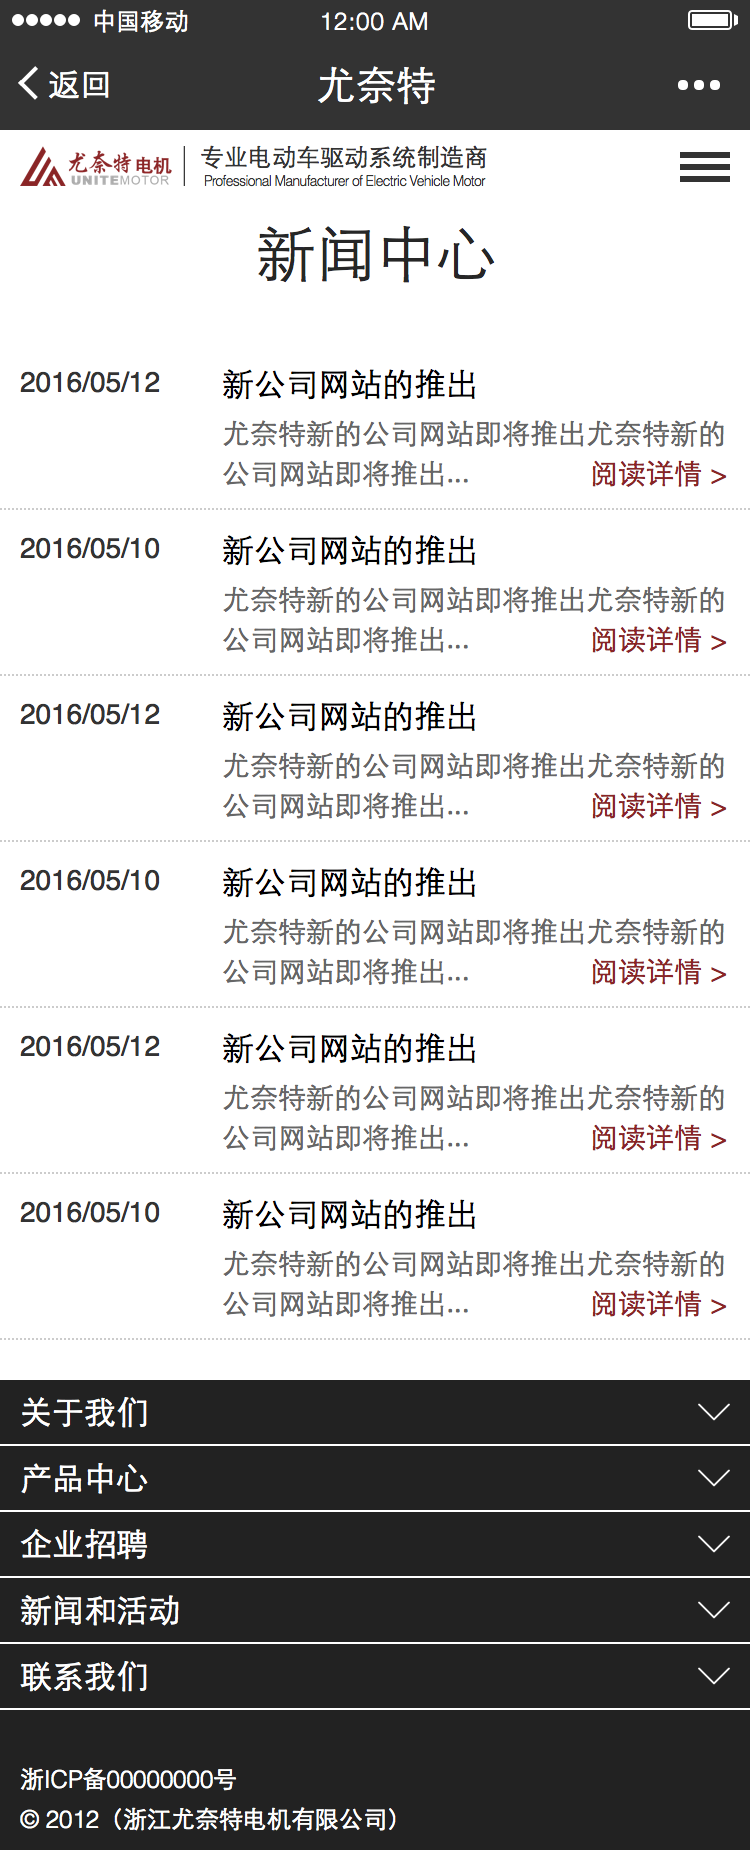 中国移动 12:00 AM
返回 尤奈特
尤奈特电机 专业电动车驱动系统制造商
UNITEMOTOR Professional Manufacturer of Electric Vehicle Motor
新闻中心
2016/05/12 新公司网站的推出
尤奈特新的公司网站即将推出尤奈特新的
公司网站即将推出... 阅读详情 >
2016/05/10 新公司网站的推出
尤奈特新的公司网站即将推出尤奈特新的
公司网站即将推出... 阅读详情 >
2016/05/12 新公司网站的推出
尤奈特新的公司网站即将推出尤奈特新的
公司网站即将推出... 阅读详情 >
2016/05/10 新公司网站的推出
尤奈特新的公司网站即将推出尤奈特新的
公司网站即将推出... 阅读详情 >
2016/05/12 新公司网站的推出
尤奈特新的公司网站即将推出尤奈特新的
公司网站即将推出... 阅读详情 >
2016/05/10 新公司网站的推出
尤奈特新的公司网站即将推出尤奈特新的
公司网站即将推出... 阅读详情 >
关于我们
产品中心
企业招聘
新闻和活动
联系我们
浙ICP备00000000号
© 2012（浙江尤奈特电机有限公司）